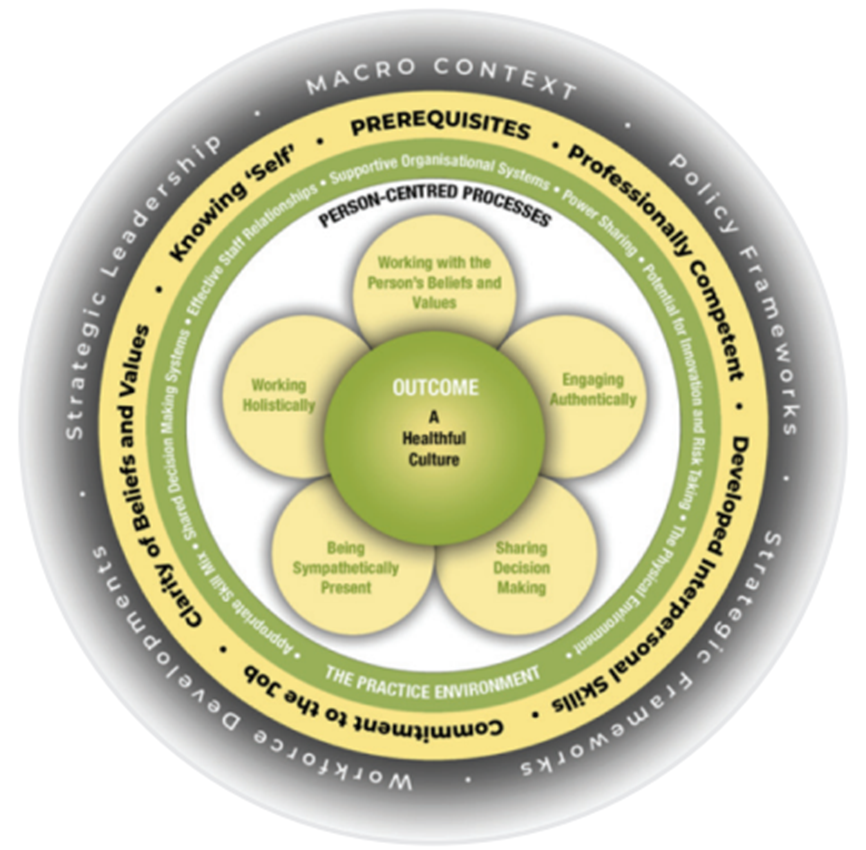 MACRO CONTEXT
Policy Frameworks
Strategic Frameworks
Workforce Developments
Strategic Leadership
PREREQUISITES
Professionally Competent
Developed Interpersonal Skills
Commitment to the Job
Clarity of Beliefs and Values
Knowing ‘Self’
THE PRACTICE ENVIRONMENT
• Appropriate Skill Mix • Shared Decision Making Systems • Effective Staff Relationships • Supportive Organisational Systems • Power Sharing • Potential for Innovation and Risk Taking • The Physical Environment •
PERSON-CENTRED PROCESSES
Working with the
Person's Beliefs and
Values
Engaging
Authentically
Sharing
Decision
Making
Being
Sympathetically
Present
Working
Holistically
OUTCOME
A
Healthful
Culture